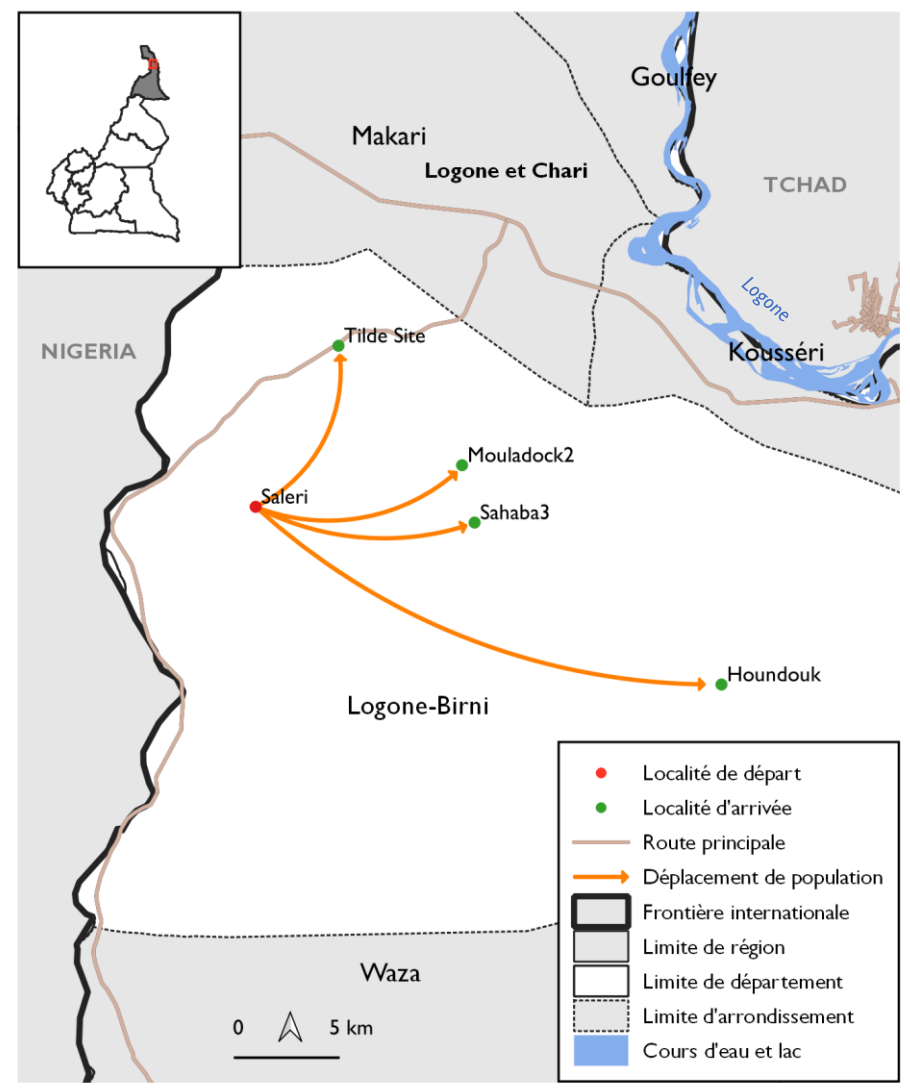 Goulfey
Makari
Logone et Chari
TCHAD
Logone
NIGERIA
Tilde Site
Kousséri
Mouladock2
Saleri
Sahaba3
Houndouk
Logone-Birni
Waza
0 5 km
Localité de départ
Localité d'arrivée
Route principale
Déplacement de population
Frontière internationale
Limite de région
Limite de département
Limite d'arrondissement
Cours d'eau et lac